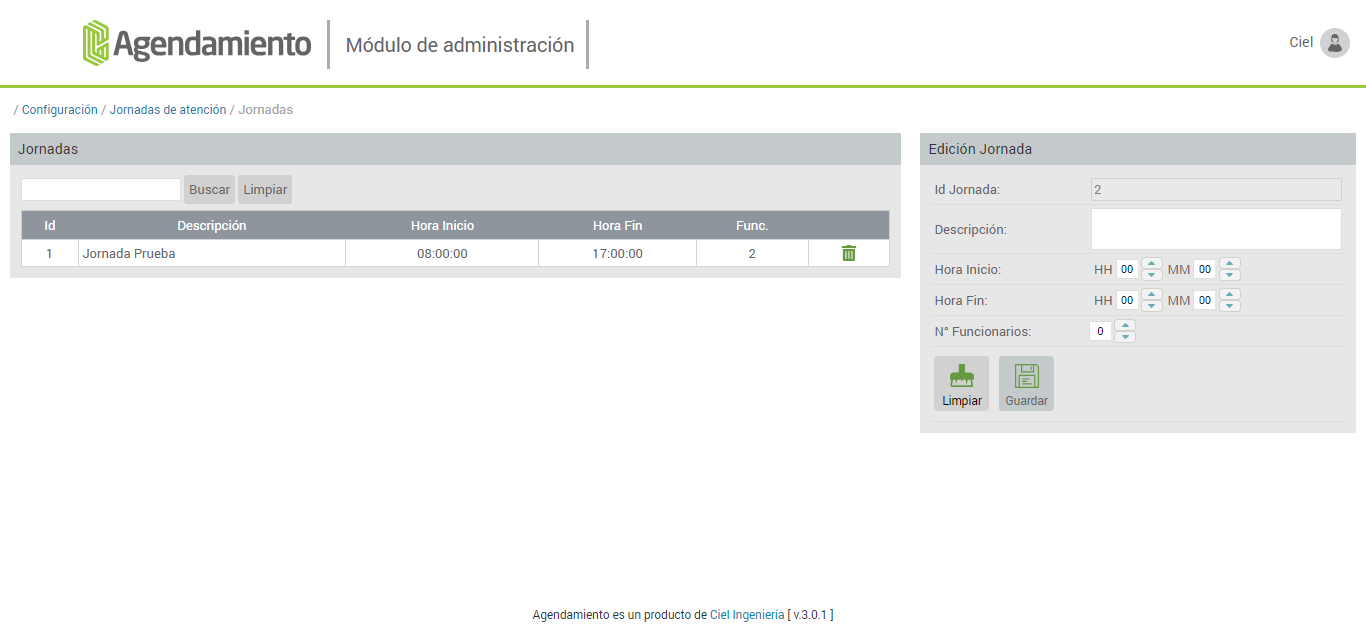 Agendamiento
Módulo de administración
Ciel
/ Configuración / Jornadas de atención / Jornadas
Jornadas
Buscar Limpiar
Id Descripción Hora Inicio Hora Fin Func.
1 Jornada Prueba 08:00:00 17:00:00 2
Edición Jornada
Id Jornada: 2
Descripción:
Hora Inicio: HH 00 MM 00
Hora Fin: HH 00 MM 00
N° Funcionarios: 0
Limpiar Guardar
Agendamiento es un producto de Ciel Ingeniería [ v.3.0.1 ]